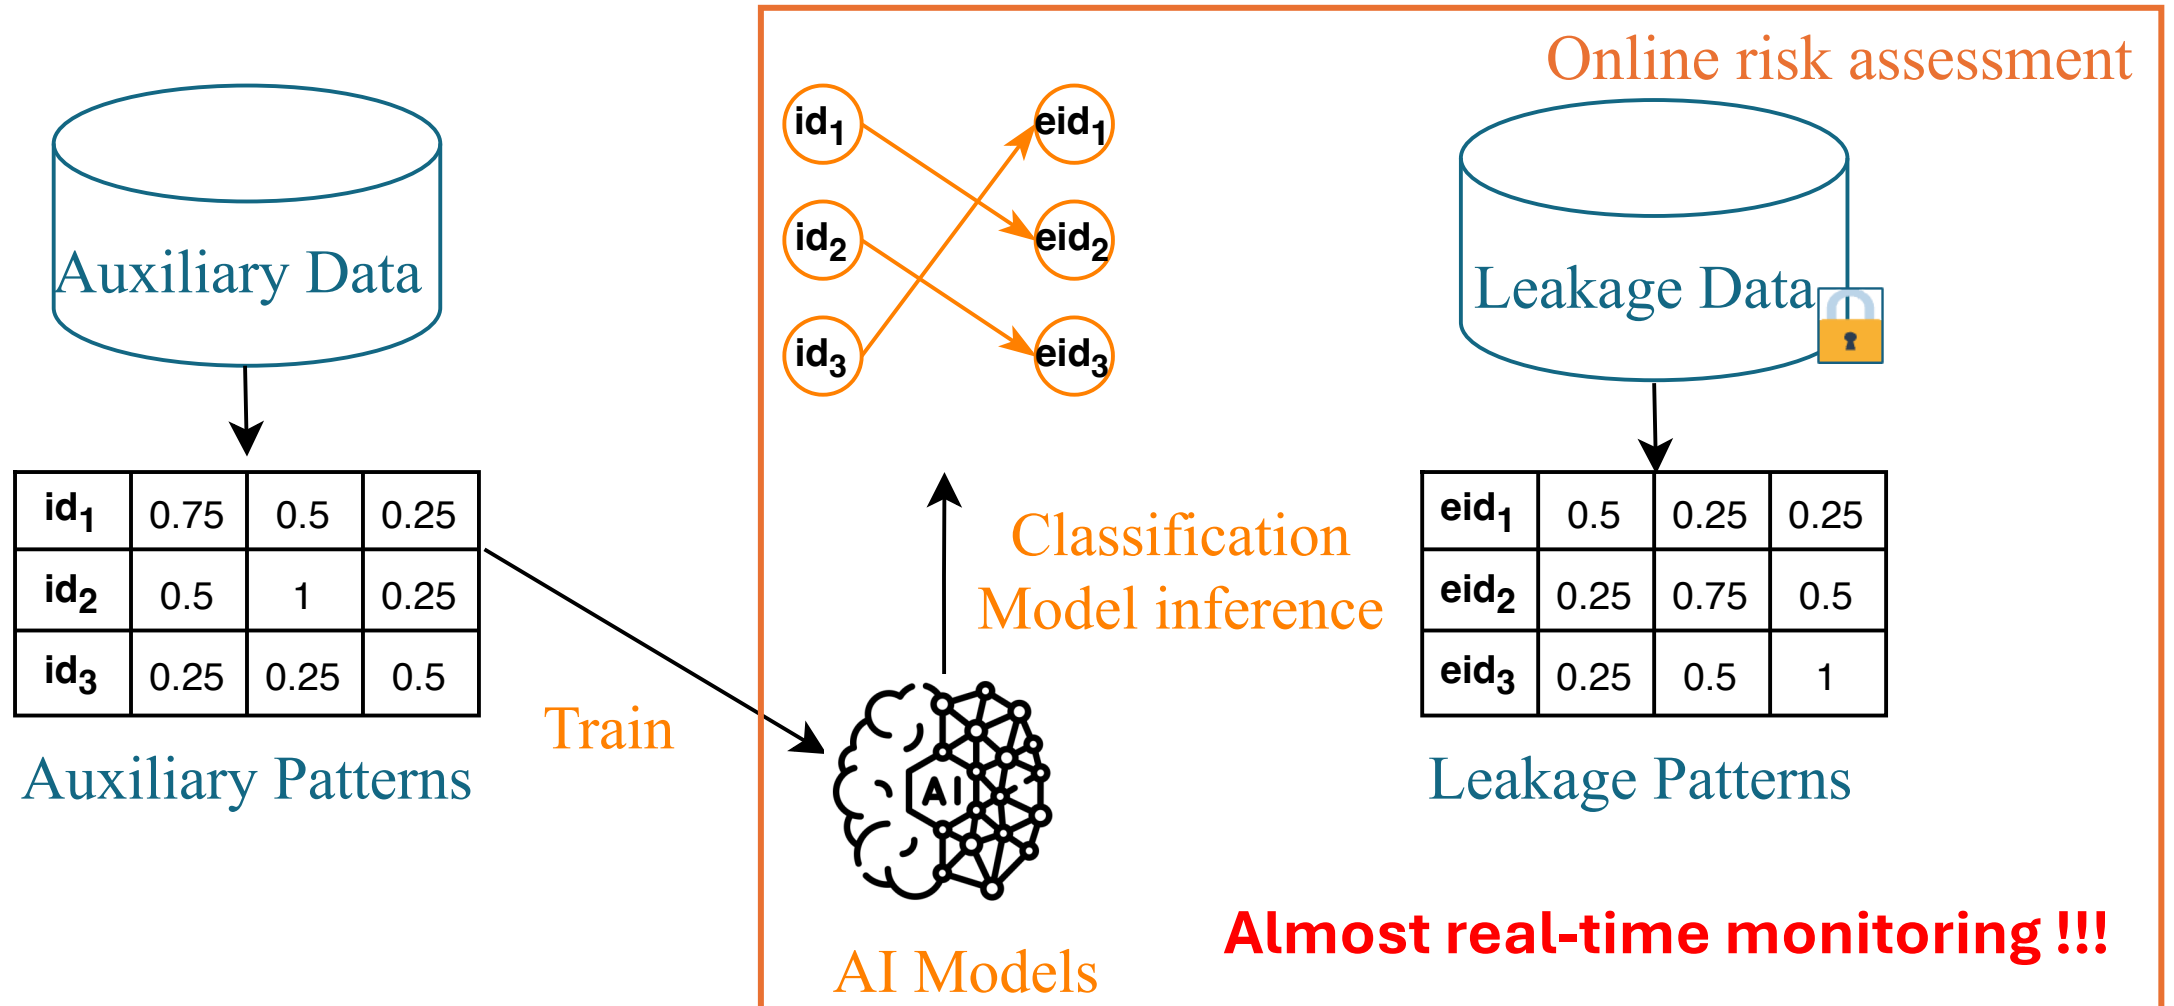 Online risk assessment
id1 eid1
id2 eid2
id3 eid3
Auxiliary Data
Leakage Data
id1 0.75 0.5 0.25
id2 0.5 1 0.25
id3 0.25 0.25 0.5
Auxiliary Patterns
Train
Classification
Model inference
AI
AI Models
eid1 0.5 0.25 0.25
eid2 0.25 0.75 0.5
eid3 0.25 0.5 1
Leakage Patterns
Almost real-time monitoring !!!